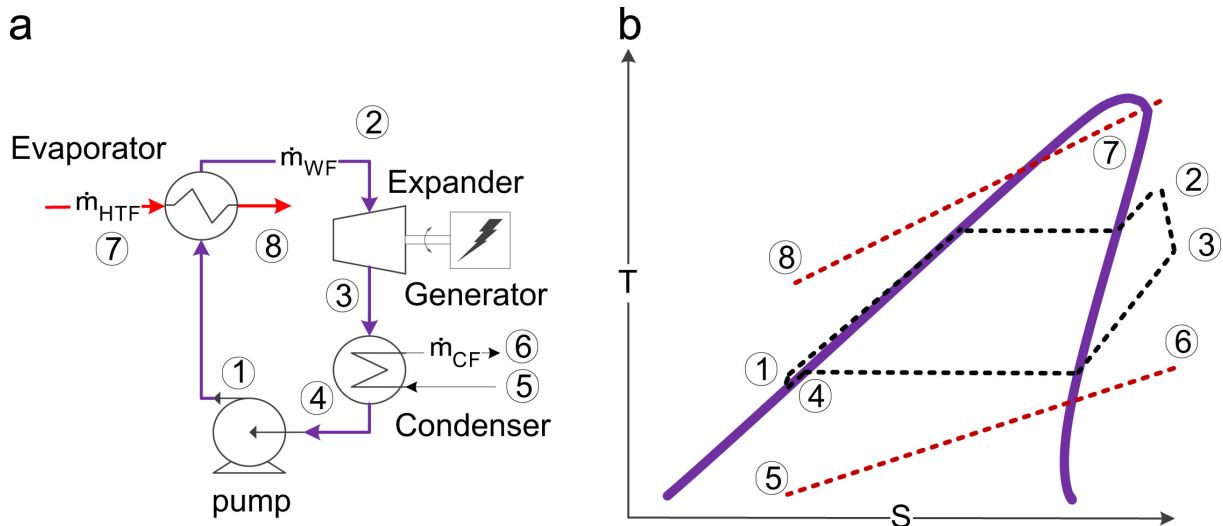 a
Evaporator
ṁHTF
⑦
⑧
ṁWF
②
Expander
Generator
③
ṁCF
⑥
⑤
Condenser
④
①
pump
b
T
S
⑦
②
③
⑧
①
④
⑥
⑤